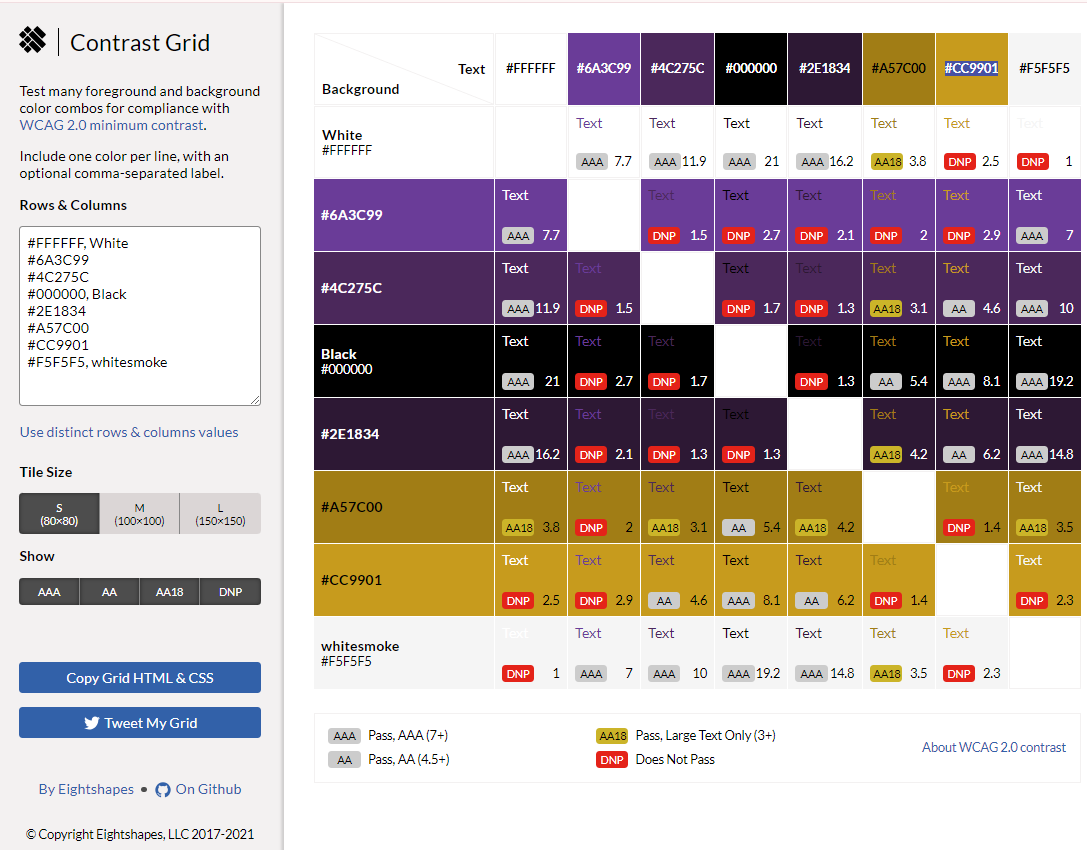 Contrast Grid
Test many foreground and background
color combos for compliance with
WCAG 2.0 minimum contrast.
Include one color per line, with an
optional comma-separated label.
Rows & Columns
#FFFFFF, White
#6A3C99
#4C275C
#000000, Black
#2E1834
#A57C00
#CC9901
#F5F5F5, whitesmoke
Use distinct rows & columns values
Tile Size
S M L
(80×80) (100×100) (150×150)
Show
AAA AA AA18 DNP
Copy Grid HTML & CSS
Tweet My Grid
By Eightshapes • On Github
© Copyright Eightshapes, LLC 2017-2021
Text #FFFFFF #6A3C99 #4C275C #000000 #2E1834 #A57C00 #CC9901 #F5F5F5
Background
Text Text Text Text Text Text Text
White
#FFFFFF
AAA 7.7 AAA 11.9 AAA 21 AAA 16.2 AA18 3.8 DNP 2.5 DNP 1
Text Text Text Text Text Text Text
#6A3C99
AAA 7.7 DNP 1.5 DNP 2.7 DNP 2.1 DNP 2 DNP 2.9 AAA 7
Text Text Text Text Text Text Text
#4C275C
AAA 11.9 DNP 1.5 DNP 1.7 DNP 1.3 AA18 3.1 AA 4.6 AAA 10
Text Text Text Text Text Text Text
Black
#000000
AAA 21 DNP 2.7 DNP 1.7 DNP 1.3 AA 5.4 AAA 8.1 AAA 19.2
Text Text Text Text Text Text Text
#2E1834
AAA 16.2 DNP 2.1 DNP 1.3 DNP 1.3 AA18 4.2 AA 6.2 AAA 14.8
Text Text Text Text Text Text Text
#A57C00
AA18 3.8 DNP 2 AA18 3.1 AA 5.4 AA18 4.2 DNP 1.4 AA18 3.5
Text Text Text Text Text Text Text
#CC9901
DNP 2.5 DNP 2.9 AA 4.6 AAA 8.1 AA 6.2 DNP 1.4 DNP 2.3
Text Text Text Text Text Text Text
whitesmoke
#F5F5F5
DNP 1 AAA 7 AAA 10 AAA 19.2 AAA 14.8 AA18 3.5 DNP 2.3
AAA Pass, AAA (7+) AA18 Pass, Large Text Only (3+)
About WCAG 2.0 contrast
AA Pass, AA (4.5+) DNP Does Not Pass